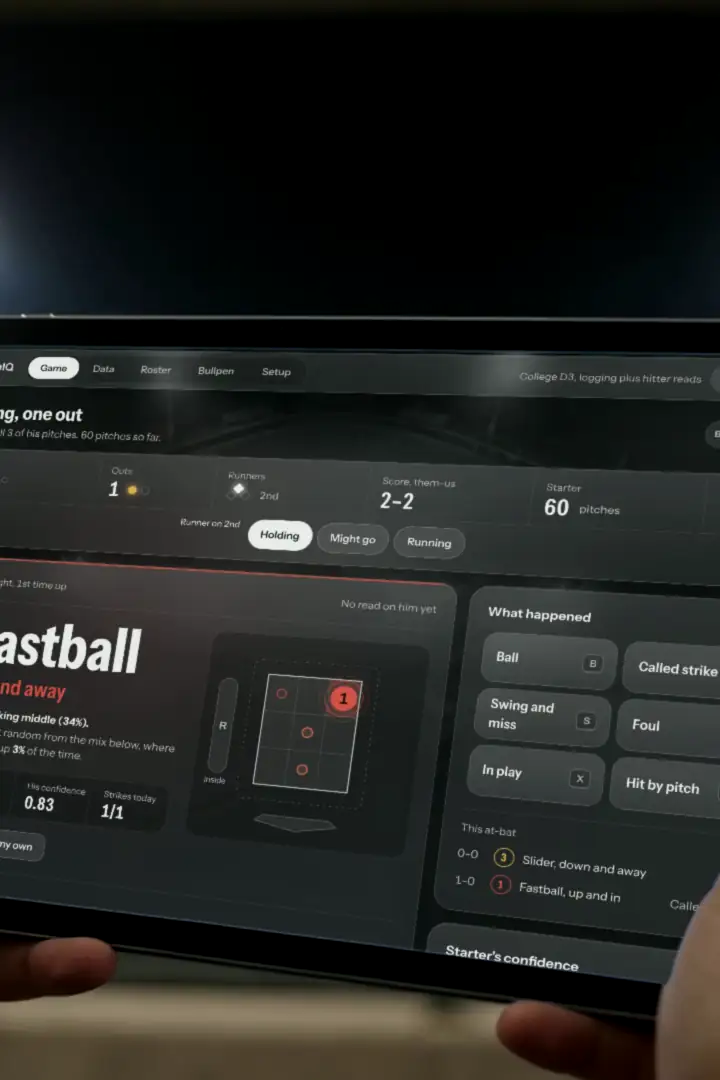 IQ Game Data Roster Bullpen Setup College D3, logging plus hitter reads
ng, one out
ll 3 of his pitches. 60 pitches so far.
B
Outs Runners Score, them-us Starter
1 2nd 2-2 60 pitches
Runner on 2nd Holding Might go Running
ght, 1st time up
No read on him yet
astball
nd away
king middle (34%),
t random from the mix below, where
up 3% of the time.
His confidence Strikes today
0.83 1/1
my own
R
inside
1
What happened
Ball B Called strike
Swing and miss S Foul
In play X Hit by pitch
This at-bat
0-0 3 Slider, down and away
1-0 1 Fastball, up and in Calle
Starter's confidence